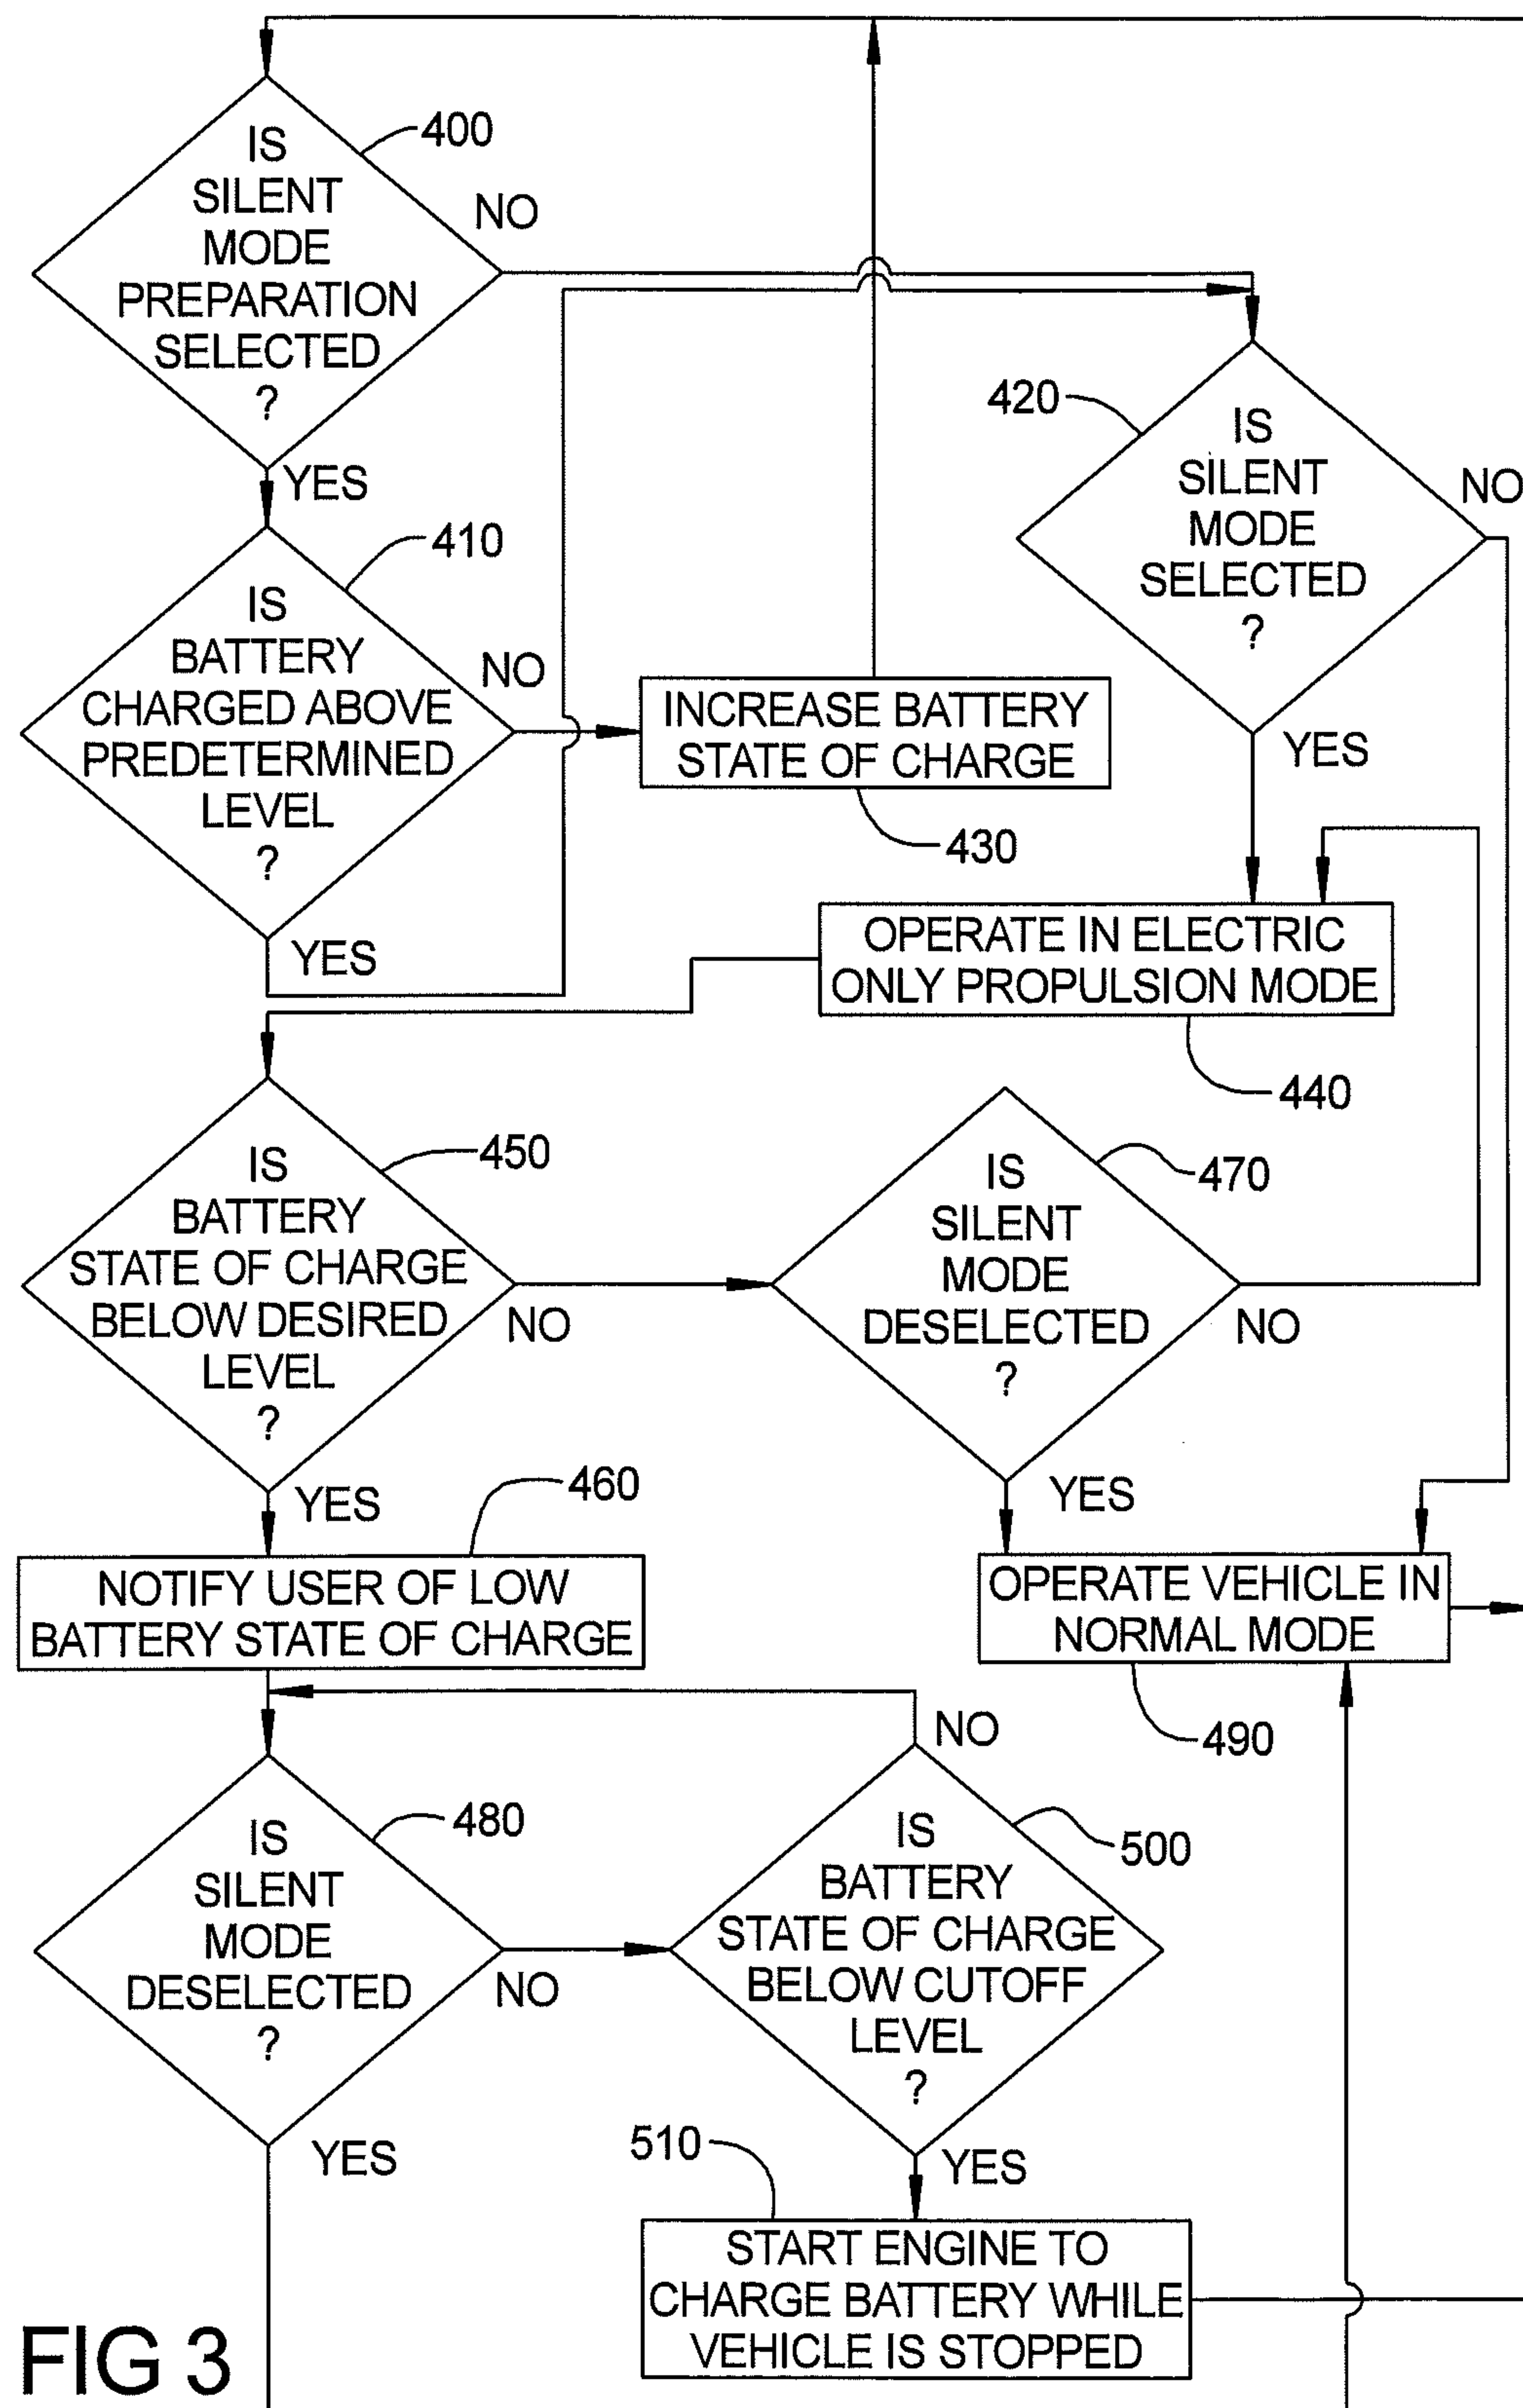 400
IS
SILENT
MODE
PREPARATION
SELECTED
?
NO
YES
420
IS
SILENT
MODE
SELECTED
?
NO
YES
410
IS
BATTERY
CHARGED ABOVE
PREDETERMINED
LEVEL
?
NO
YES
INCREASE BATTERY
STATE OF CHARGE
430
OPERATE IN ELECTRIC
ONLY PROPULSION MODE
440
450
IS
BATTERY
STATE OF CHARGE
BELOW DESIRED
LEVEL
?
NO
YES
470
IS
SILENT
MODE
DESELECTED
?
NO
YES
460
NOTIFY USER OF LOW
BATTERY STATE OF CHARGE
OPERATE VEHICLE IN
NORMAL MODE
490
480
IS
SILENT
MODE
DESELECTED
?
NO
YES
NO
500
IS
BATTERY
STATE OF CHARGE
BELOW CUTOFF
LEVEL
?
YES
510
START ENGINE TO
CHARGE BATTERY WHILE
VEHICLE IS STOPPED
FIG 3